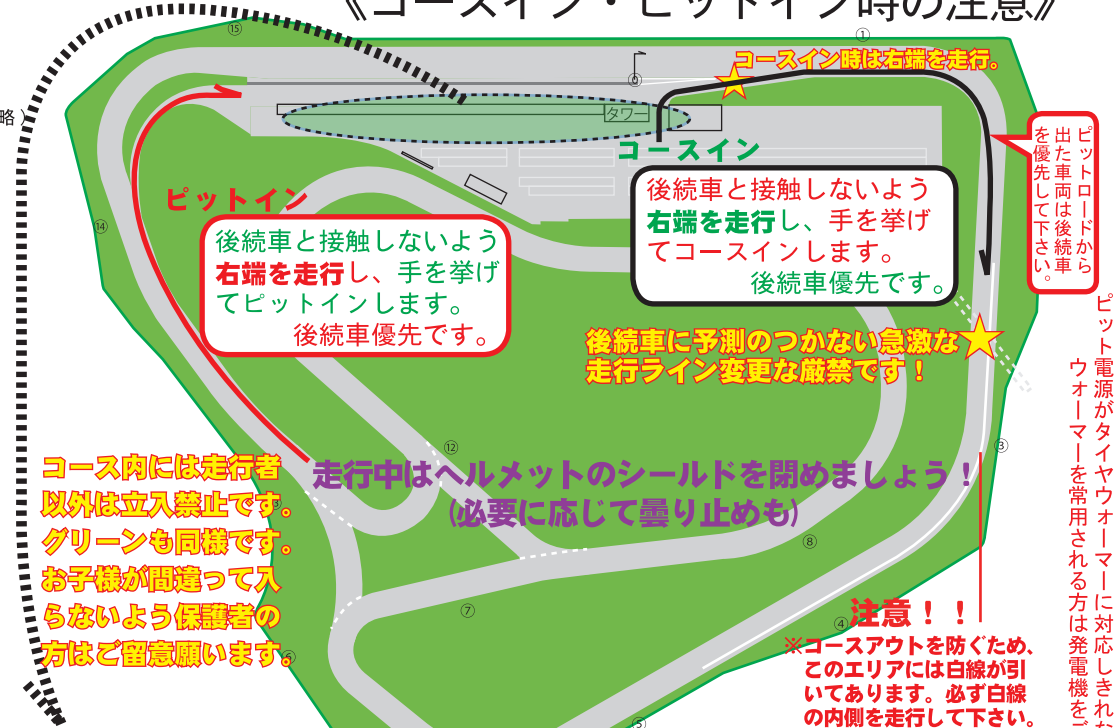 《コースイン・ピットイン時の注意》
⑮
①
コースイン時は右端を走行。
⓪
略）
タワー
コースイン
ピットロードから
出た車両は後続車
を優先して下さい。
後続車と接触しないよう
右端を走行し、手を挙げ
てコースインします。
後続車優先です。
ピットイン
⑭
後続車と接触しないよう
右端を走行し、手を挙げ
てピットインします。
後続車優先です。
後続車に予測のつかない急激な
走行ライン変更な厳禁です！
ピット電源がタイヤウォーマーに対応しきれ
ウォーマーを常用される方は発電機をご
③
⑫
走行中はヘルメットのシールドを閉めましょう！
(必要に応じて曇り止めも)
コース内には走行者
以外は立入禁止です。
グリーンも同様です。
お子様が間違って入
らないよう保護者の
方はご留意願います。
⑧
⑦
⑥
④
注意！！
※コースアウトを防ぐため、
このエリアには白線が引
いてあります。必ず白線
の内側を走行して下さい。
⑤